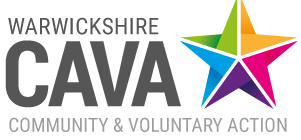 WARWICKSHIRE
CAVA
COMMUNITY & VOLUNTARY ACTION